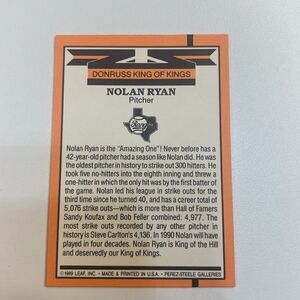 DONRUSS KING OF KINGS
NOLAN RYAN
Pitcher
Nolan Ryan is the "Amazing One"! Never before has a
42-year-old pitcher had a season like Nolan did. He was
the oldest pitcher in history to strike out 300 hitters. He
took five no-hitters into the eighth inning and threw a
one-hitter in which the only hit was by the first batter of the
game. Nolan led his league in strike outs for the
third time since he turned 40, and has a career total of
5,076 strike outs—which is more than Hall of Famers
Sandy Koufax and Bob Feller combined: 4,977. The
most strike outs recorded by any other pitcher in
history is Steve Carlton's 4,136. In 1990 Nolan will have
played in four decades. Nolan Ryan is King of the Hill
and deservedly our King of Kings.
©1989 LEAF, INC. • MADE & PRINTED IN U.S.A. • PEREZ-STEELE GALLERIES